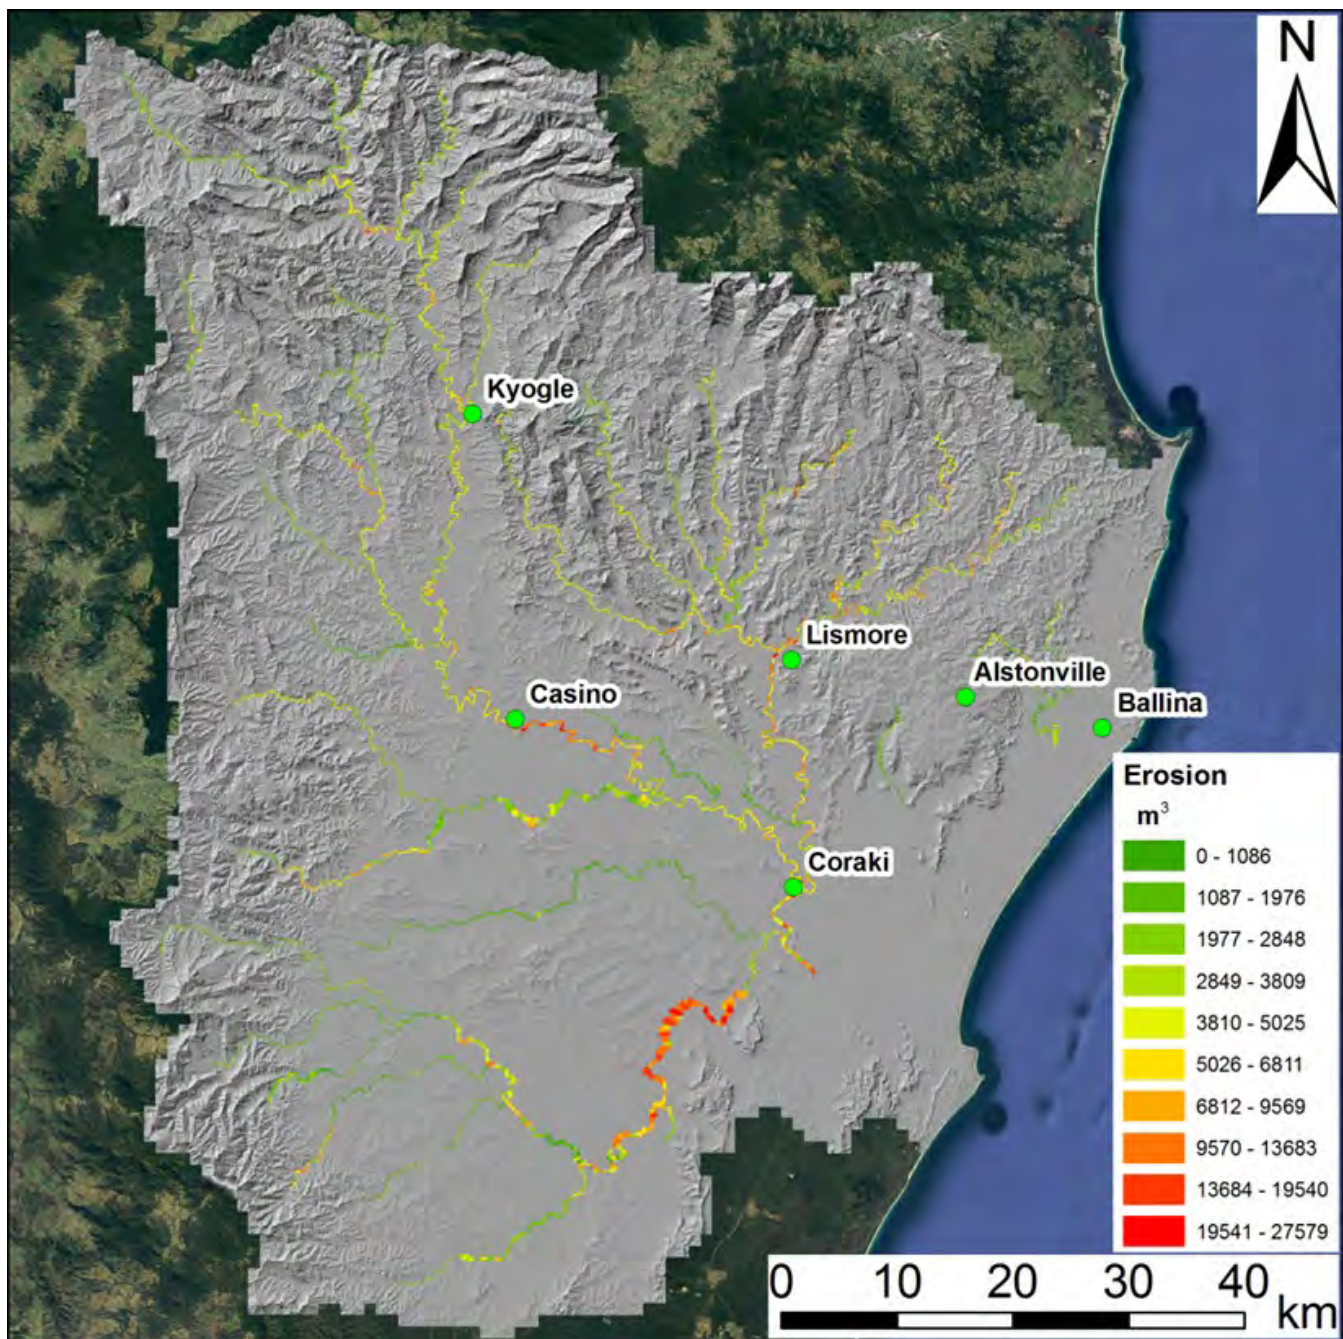 N
Kyogle
Lismore
Alstonville
Casino
Ballina
Coraki
Erosion
m³
0 - 1086
1087 - 1976
1977 - 2848
2849 - 3809
3810 - 5025
5026 - 6811
6812 - 9569
9570 - 13683
13684 - 19540
19541 - 27579
0 10 20 30 40
km